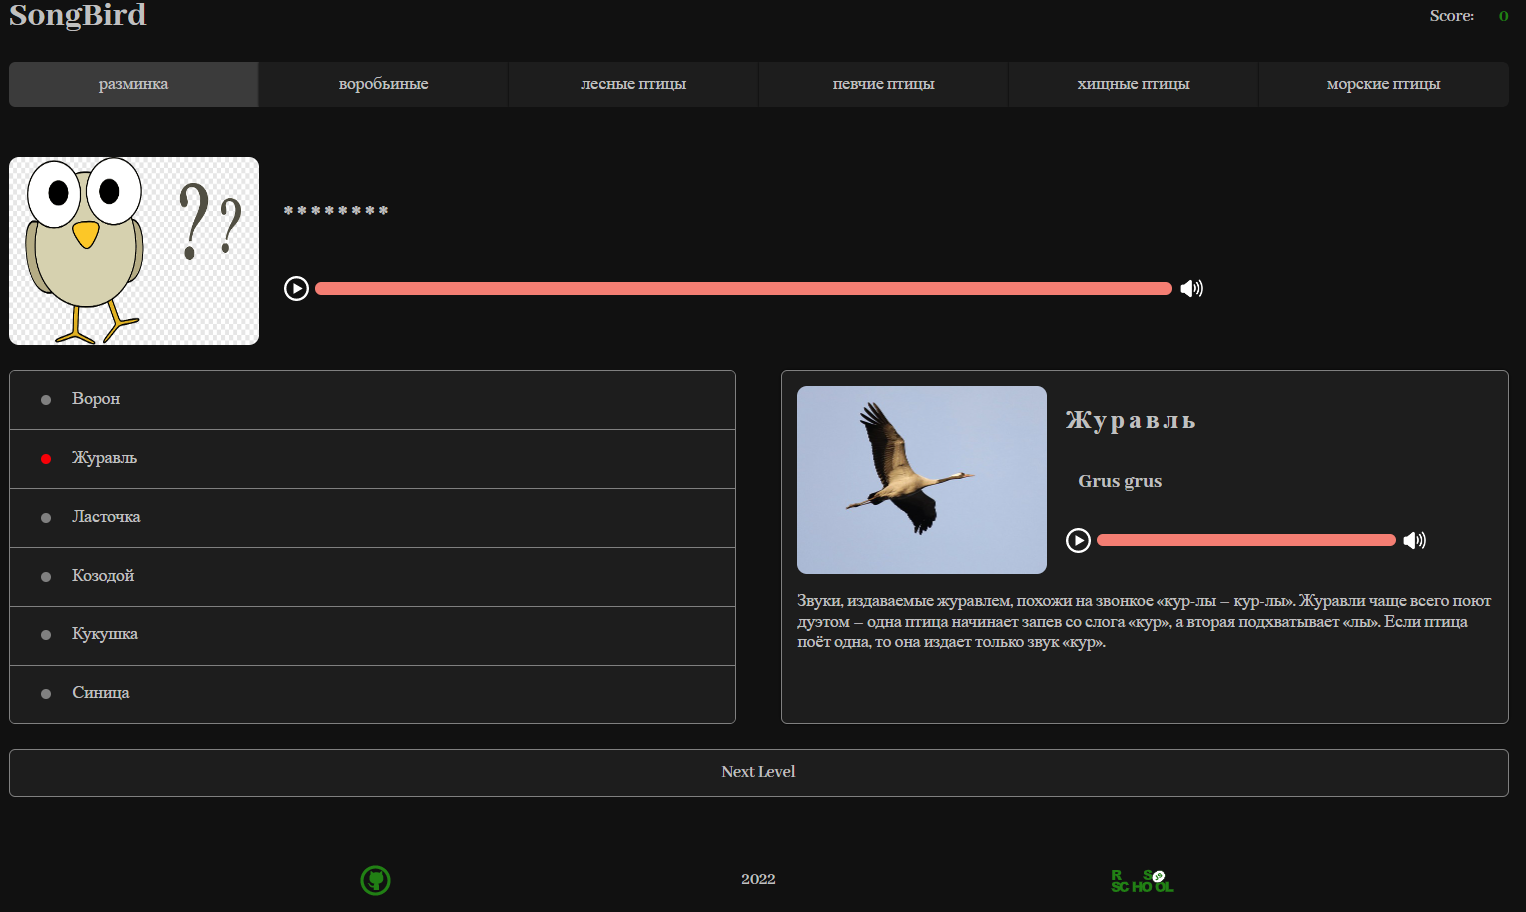 SongBird
Score: 0
разминка
воробьиные
лесные птицы
певчие птицы
хищные птицы
морские птицы
??
********
Ворон
Журавль
Ласточка
Козодой
Кукушка
Синица
Журавль
Grus grus
Звуки, издаваемые журавлем, похожи на звонкое «кур-лы – кур-лы». Журавли чаще всего поют
дуэтом – одна птица начинает запев со слога «кур», а вторая подхватывает «лы». Если птица
поёт одна, то она издает только звук «кур».
Next Level
2022
R S
SCHOOL